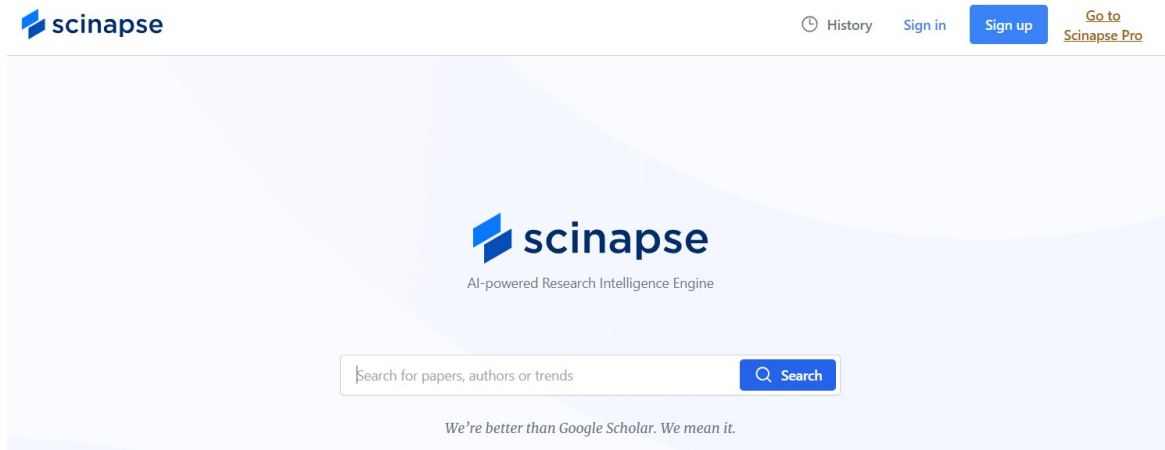 scinapse
History
Sign in
Sign up
Go to
Scinapse Pro
scinapse
AI-powered Research Intelligence Engine
Search for papers, authors or trends
Search
We’re better than Google Scholar. We mean it.